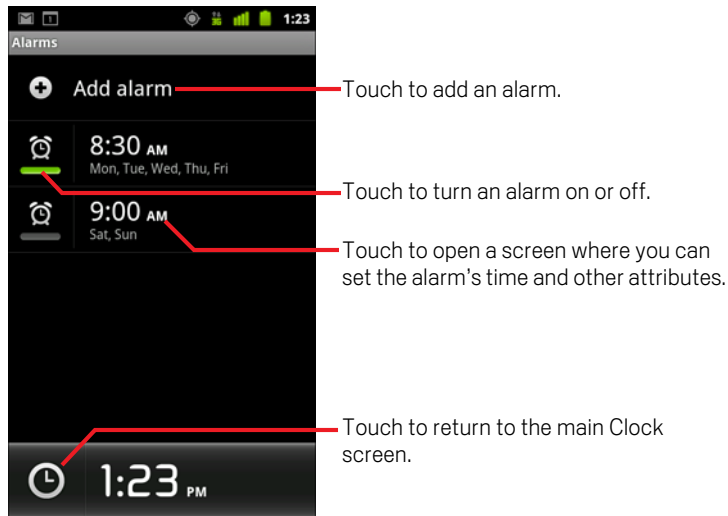 1:23
Alarms
Add alarm
Touch to add an alarm.
8:30 AM
Mon, Tue, Wed, Thu, Fri
Touch to turn an alarm on or off.
9:00 AM
Sat, Sun
Touch to open a screen where you can
set the alarm's time and other attributes.
Touch to return to the main Clock
screen.
1:23 PM